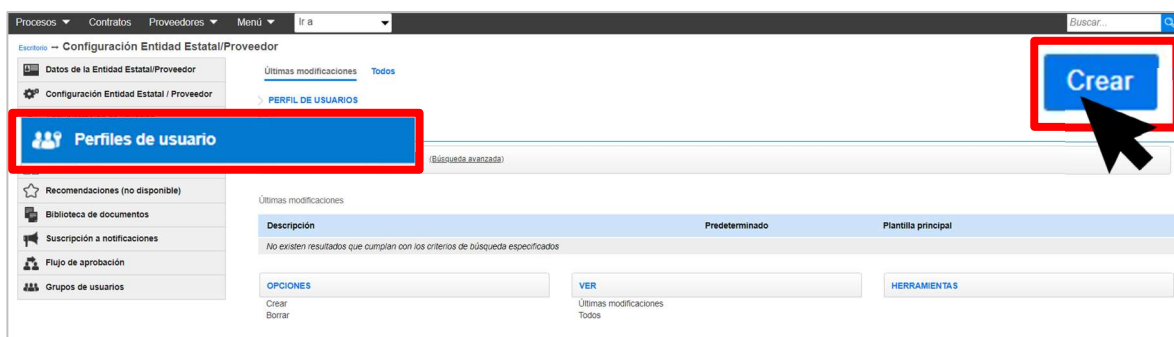 Procesos Contratos Proveedores Menú Ir a Buscar...
Escritorio → Configuración Entidad Estatal/Proveedor
Datos de la Entidad Estatal/Proveedor
Configuración Entidad Estatal / Proveedor
Perfiles de usuario
Recomendaciones (no disponible)
Biblioteca de documentos
Suscripción a notificaciones
Flujo de aprobación
Grupos de usuarios
Últimas modificaciones Todos
PERFIL DE USUARIOS
Crear
(Búsqueda avanzada)
Últimas modificaciones
Descripción Predeterminado Plantilla principal
No existen resultados que cumplan con los criterios de búsqueda especificados
OPCIONES VER HERRAMIENTAS
Crear Últimas modificaciones
Borrar Todos